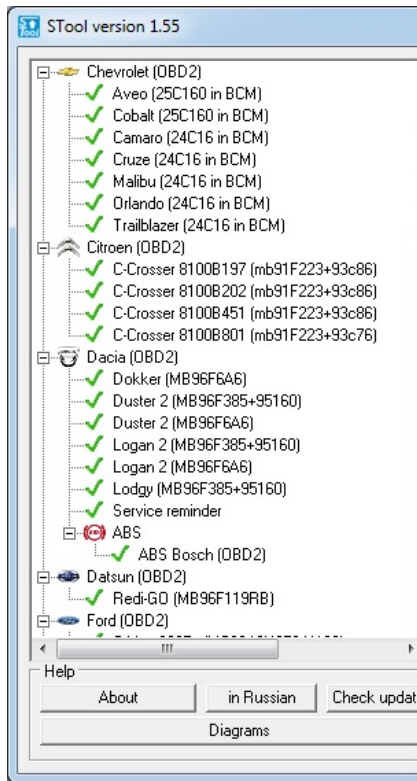 STool version 1.55
Chevrolet (OBD2)
Aveo (25C160 in BCM)
Cobalt (25C160 in BCM)
Camaro (24C16 in BCM)
Cruze (24C16 in BCM)
Malibu (24C16 in BCM)
Orlando (24C16 in BCM)
Trailblazer (24C16 in BCM)
Citroen (OBD2)
C-Crosser 8100B197 (mb91F223+93c86)
C-Crosser 8100B202 (mb91F223+93c86)
C-Crosser 8100B451 (mb91F223+93c86)
C-Crosser 8100B801 (mb91F223+93c76)
Dacia (OBD2)
Dokker (MB96F6A6)
Duster 2 (MB96F385+95160)
Duster 2 (MB96F6A6)
Logan 2 (MB96F385+95160)
Logan 2 (MB96F6A6)
Lodgy (MB96F385+95160)
Service reminder
ABS
ABS Bosch (OBD2)
Datsun (OBD2)
Redi-GO (MB96F119RB)
Ford (OBD2)
Help
About in Russian Check updat
Diagrams